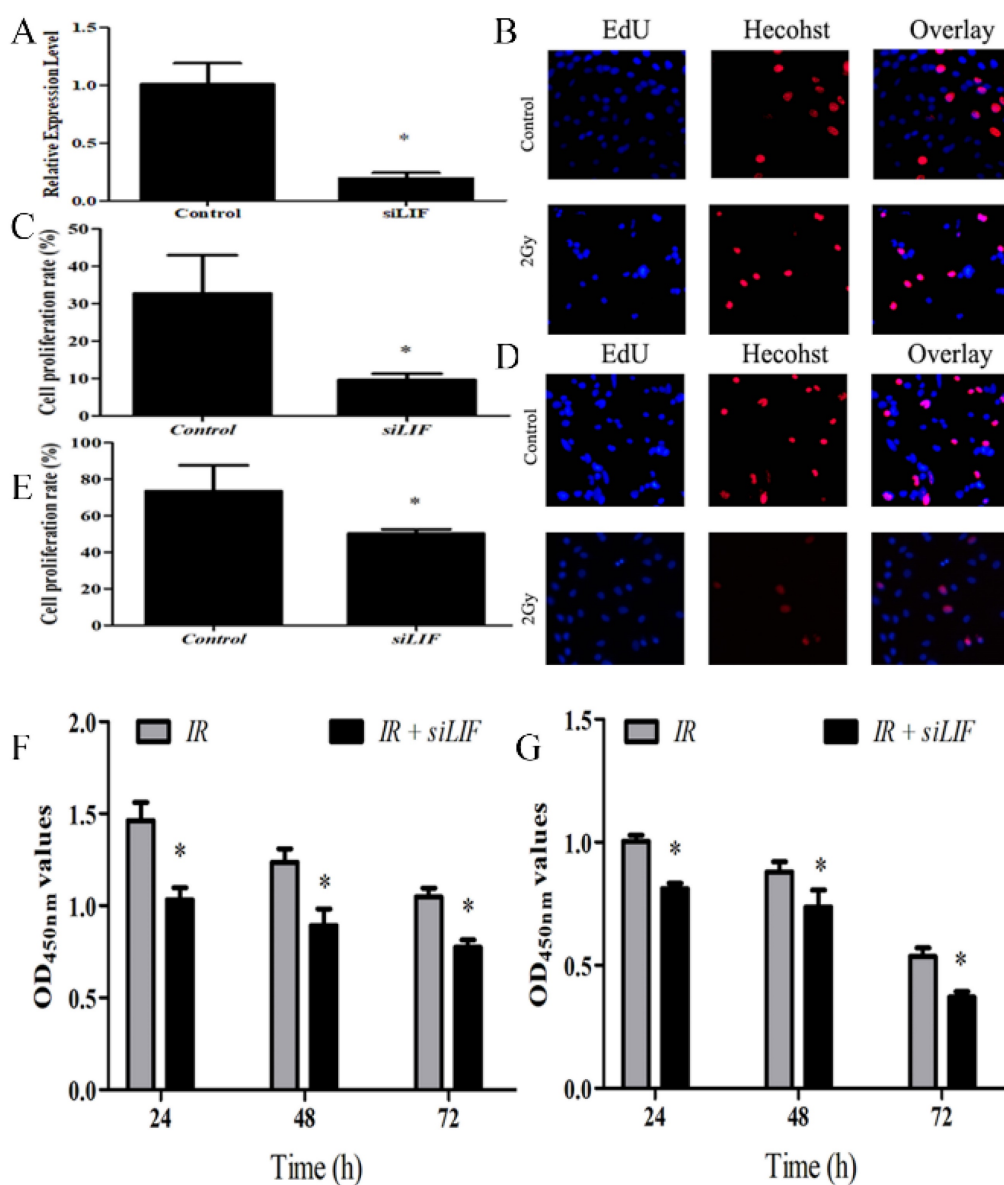 A
Relative Expression Level
1.5
1.0
0.5
0.0
*
Control siLIF
B
EdU Hecohst Overlay
Control
2Gy
C
Cell proliferation rate (%)
50
40
30
20
10
0
*
Control siLIF
D
EdU Hecohst Overlay
Control
2Gy
E
Cell proliferation rate (%)
100
80
60
40
20
0
*
Control siLIF
F
IR IR + siLIF
OD450nm values
2.0
1.5
1.0
0.5
0.0
* * *
24 48 72
Time (h)
G
IR IR + siLIF
OD450nm values
1.5
1.0
0.5
0.0
* * *
24 48 72
Time (h)